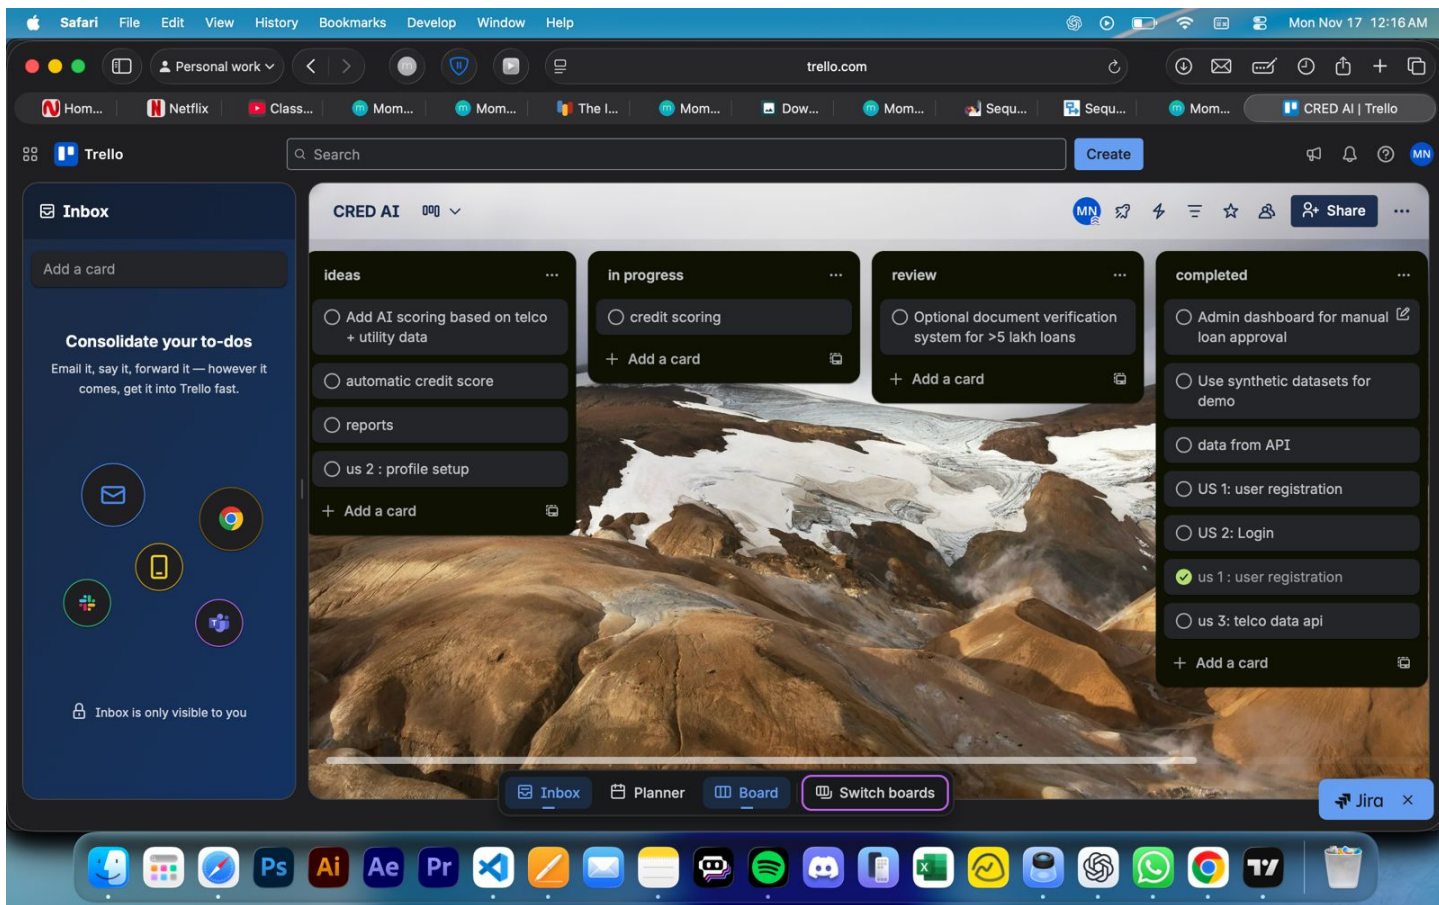 Safari File Edit View History Bookmarks Develop Window Help Mon Nov 17 12:16 AM
Personal work trello.com
Hom... Netflix Class... Mom... Mom... The I... Mom... Dow... Mom... Sequ... Sequ... Mom... CRED AI | Trello
Trello Search Create MN
Inbox
Add a card
Consolidate your to-dos
Email it, say it, forward it — however it
comes, get it into Trello fast.
Inbox is only visible to you
CRED AI MN Share
ideas
Add AI scoring based on telco
+ utility data
automatic credit score
reports
us 2 : profile setup
+ Add a card
in progress
credit scoring
+ Add a card
review
Optional document verification
system for >5 lakh loans
+ Add a card
completed
Admin dashboard for manual
loan approval
Use synthetic datasets for
demo
data from API
US 1: user registration
US 2: Login
us 1 : user registration
us 3: telco data api
+ Add a card
Inbox Planner Board Switch boards
Jira
Ps Ai Ae Pr